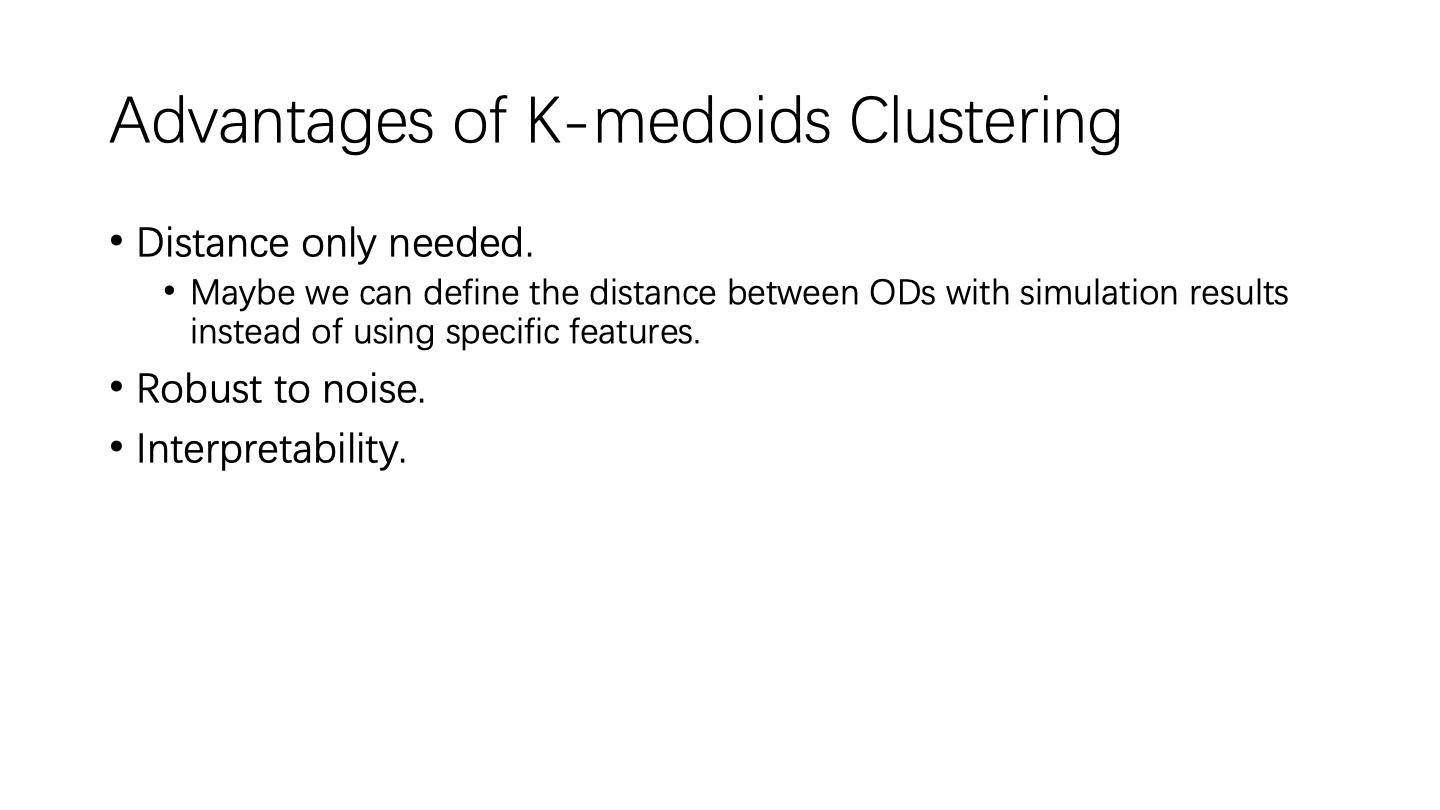 Advantages of K-medoids Clustering
• Distance only needed.
• Maybe we can define the distance between ODs with simulation results
instead of using specific features.
• Robust to noise.
• Interpretability.